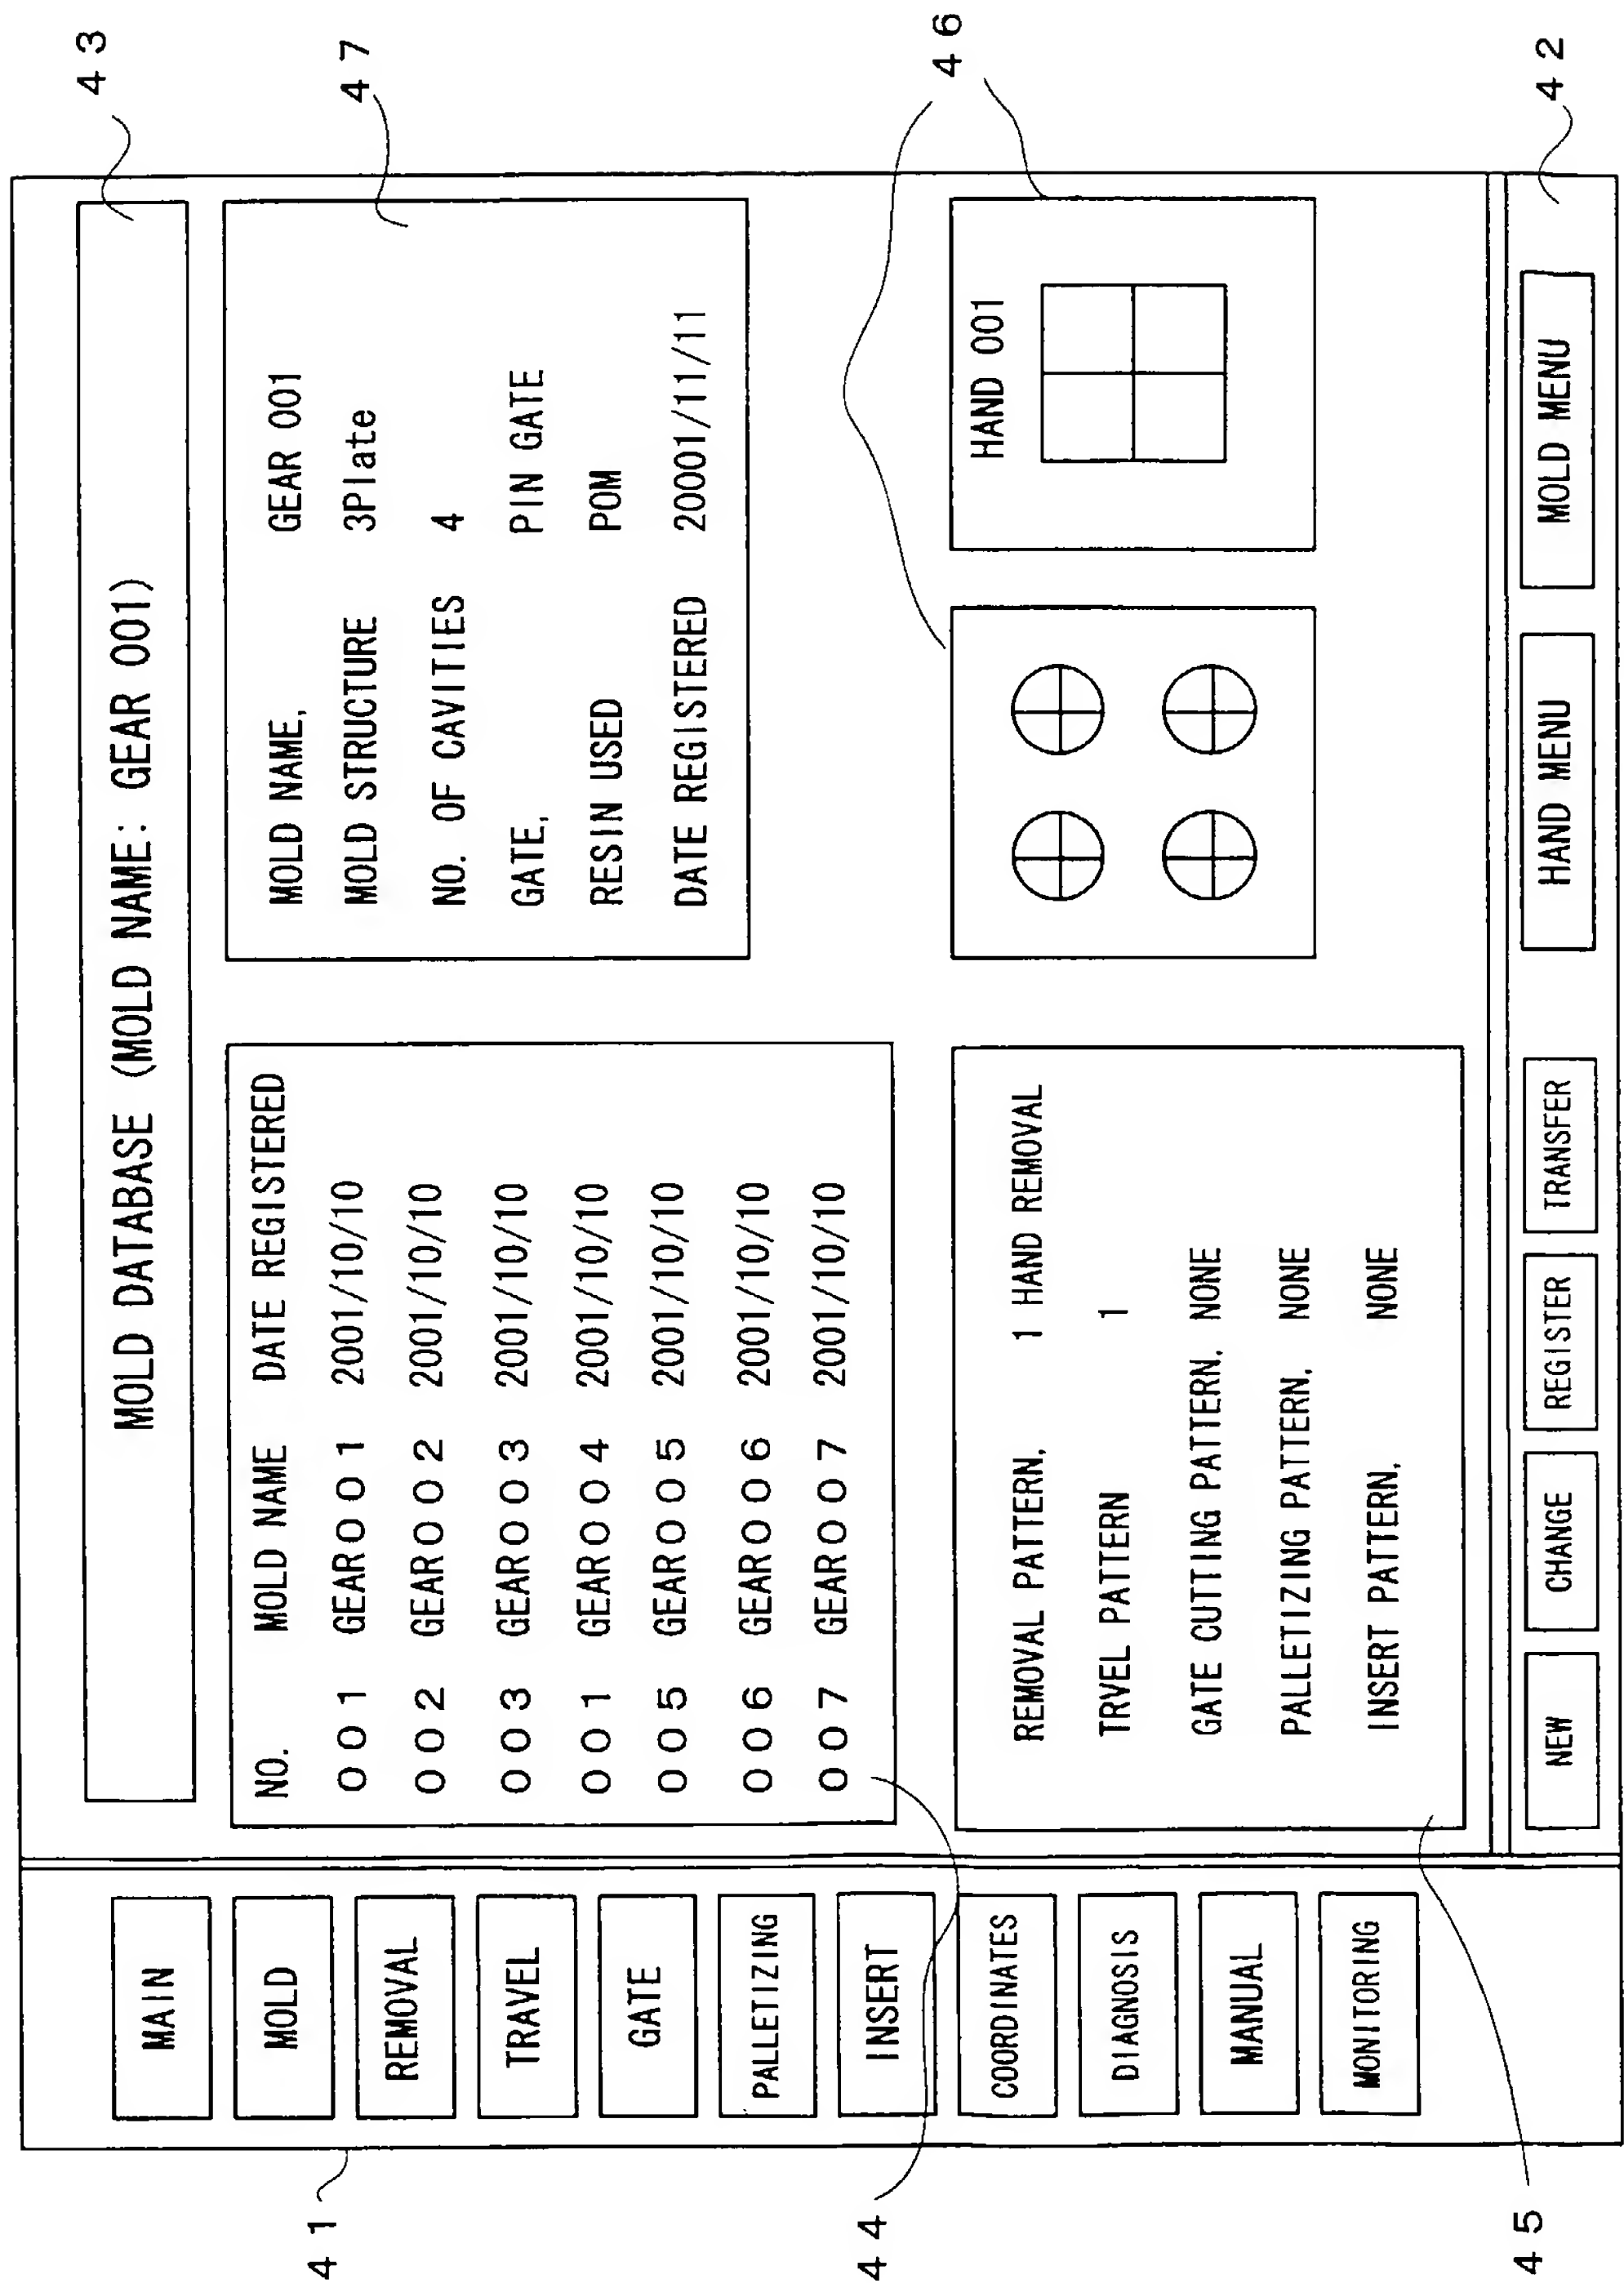 43
MOLD DATABASE (MOLD NAME: GEAR 001)
41
MAIN
MOLD
REMOVAL
TRAVEL
GATE
PALLETIZING
INSERT
COORDINATES
DIAGNOSIS
MANUAL
MONITORING
NO. MOLD NAME DATE REGISTERED
001 GEAR001 2001/10/10
002 GEAR002 2001/10/10
003 GEAR003 2001/10/10
001 GEAR004 2001/10/10
005 GEAR005 2001/10/10
006 GEAR006 2001/10/10
007 GEAR007 2001/10/10
44
47
MOLD NAME, GEAR 001
MOLD STRUCTURE 3Plate
NO. OF CAVITIES 4
GATE, PIN GATE
RESIN USED POM
DATE REGISTERED 20001/11/11
REMOVAL PATTERN, 1 HAND REMOVAL
TRVEL PATTERN 1
GATE CUTTING PATTERN, NONE
PALLETIZING PATTERN, NONE
INSERT PATTERN, NONE
45
46
HAND 001
NEW CHANGE REGISTER TRANSFER HAND MENU MOLD MENU
42